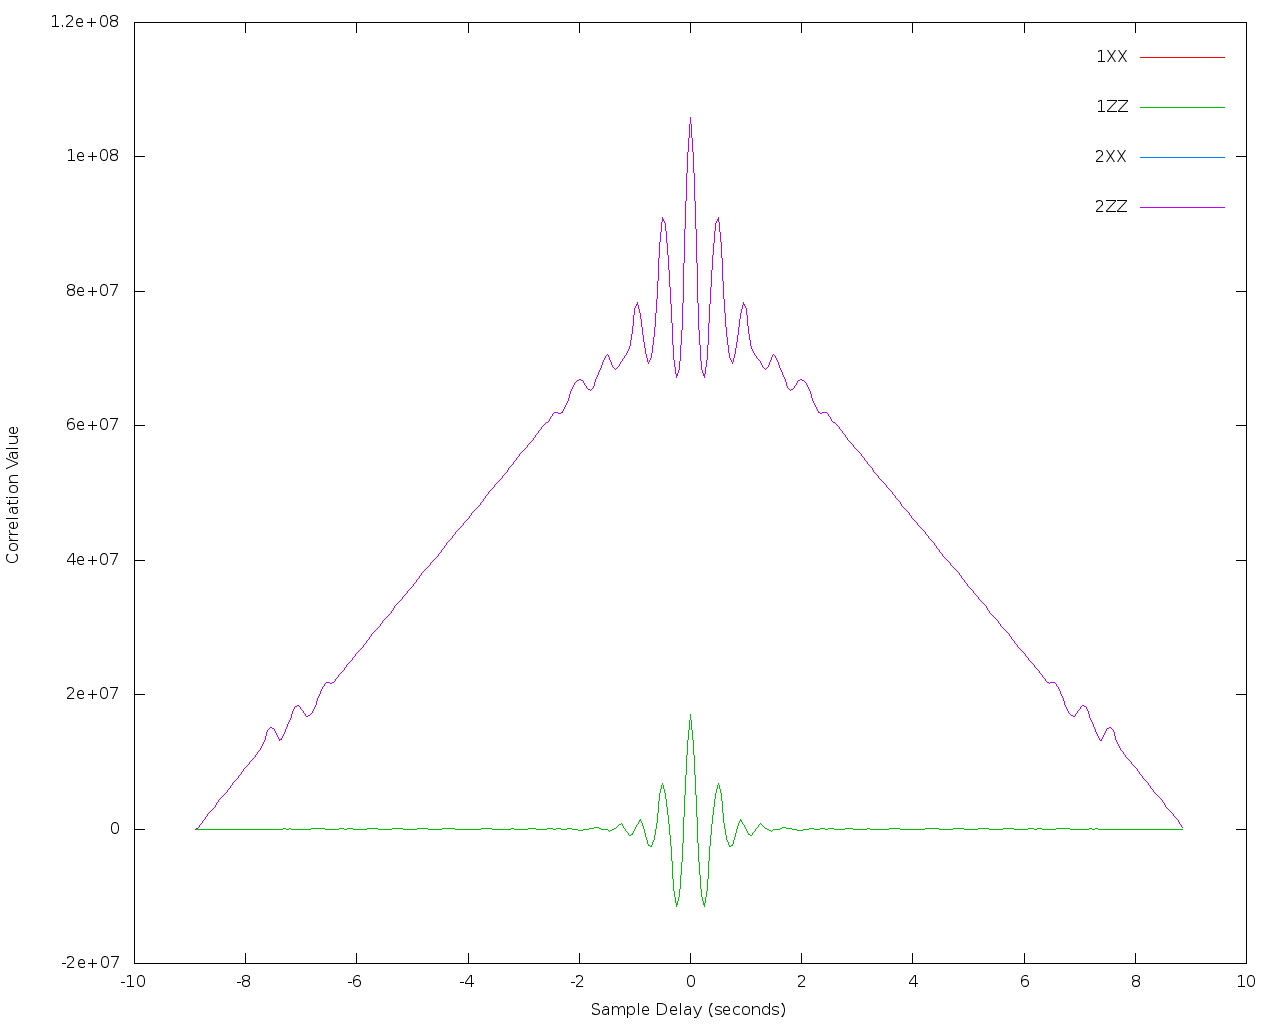 1.2e+08
1XX
1ZZ
1e+08
2XX
2ZZ
8e+07
6e+07
Correlation Value
4e+07
2e+07
0
-2e+07
-10 -8 -6 -4 -2 0 2 4 6 8 10
Sample Delay (seconds)